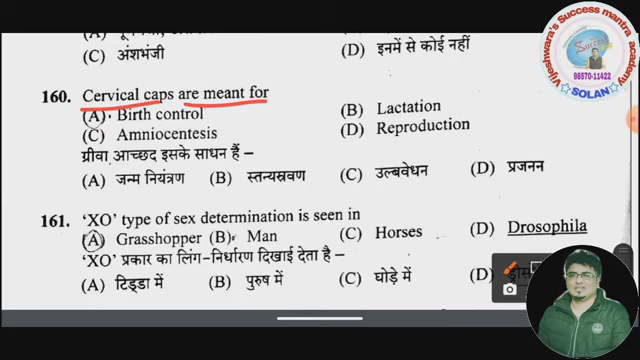 (C) अंशभंजी (D) इनमें से कोई नहीं
160. Cervical caps are meant for
(A) Birth control (B) Lactation
(C) Amniocentesis (D) Reproduction
ग्रीवा आच्छद इसके साधन हैं –
(A) जन्म नियंत्रण (B) स्तन्यस्रवण (C) उल्बवेधन (D) प्रजनन
161. ‘XO’ type of sex determination is seen in
(A) Grasshopper (B) Man (C) Horses (D) Drosophila
‘XO’ प्रकार का लिंग-निर्धारण दिखाई देता है –
(A) टिड्डा में (B) पुरुष में (C) घोड़े में (D)
Vijeshwara's Success mantra academy
Success
98570-11422
SOLAN